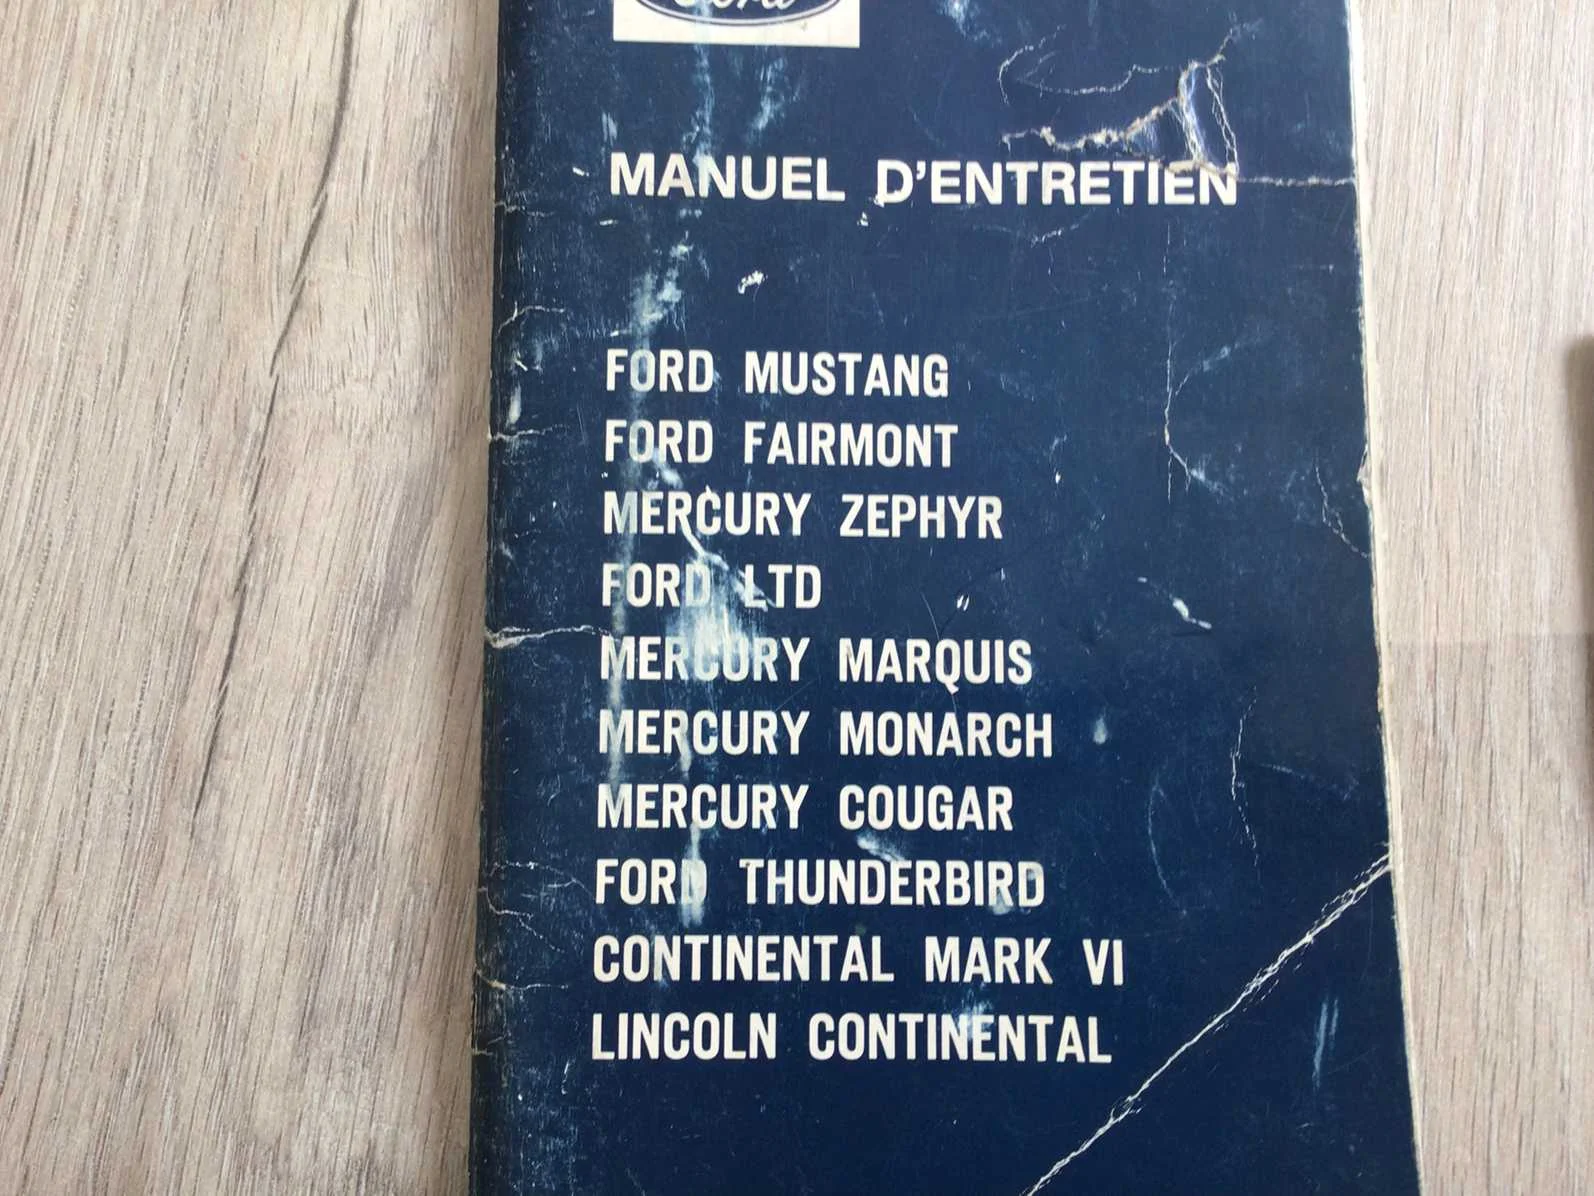 Ford
MANUEL D'ENTRETIEN
FORD MUSTANG
FORD FAIRMONT
MERCURY ZEPHYR
FORD LTD
MERCURY MARQUIS
MERCURY MONARCH
MERCURY COUGAR
FORD THUNDERBIRD
CONTINENTAL MARK VI
LINCOLN CONTINENTAL